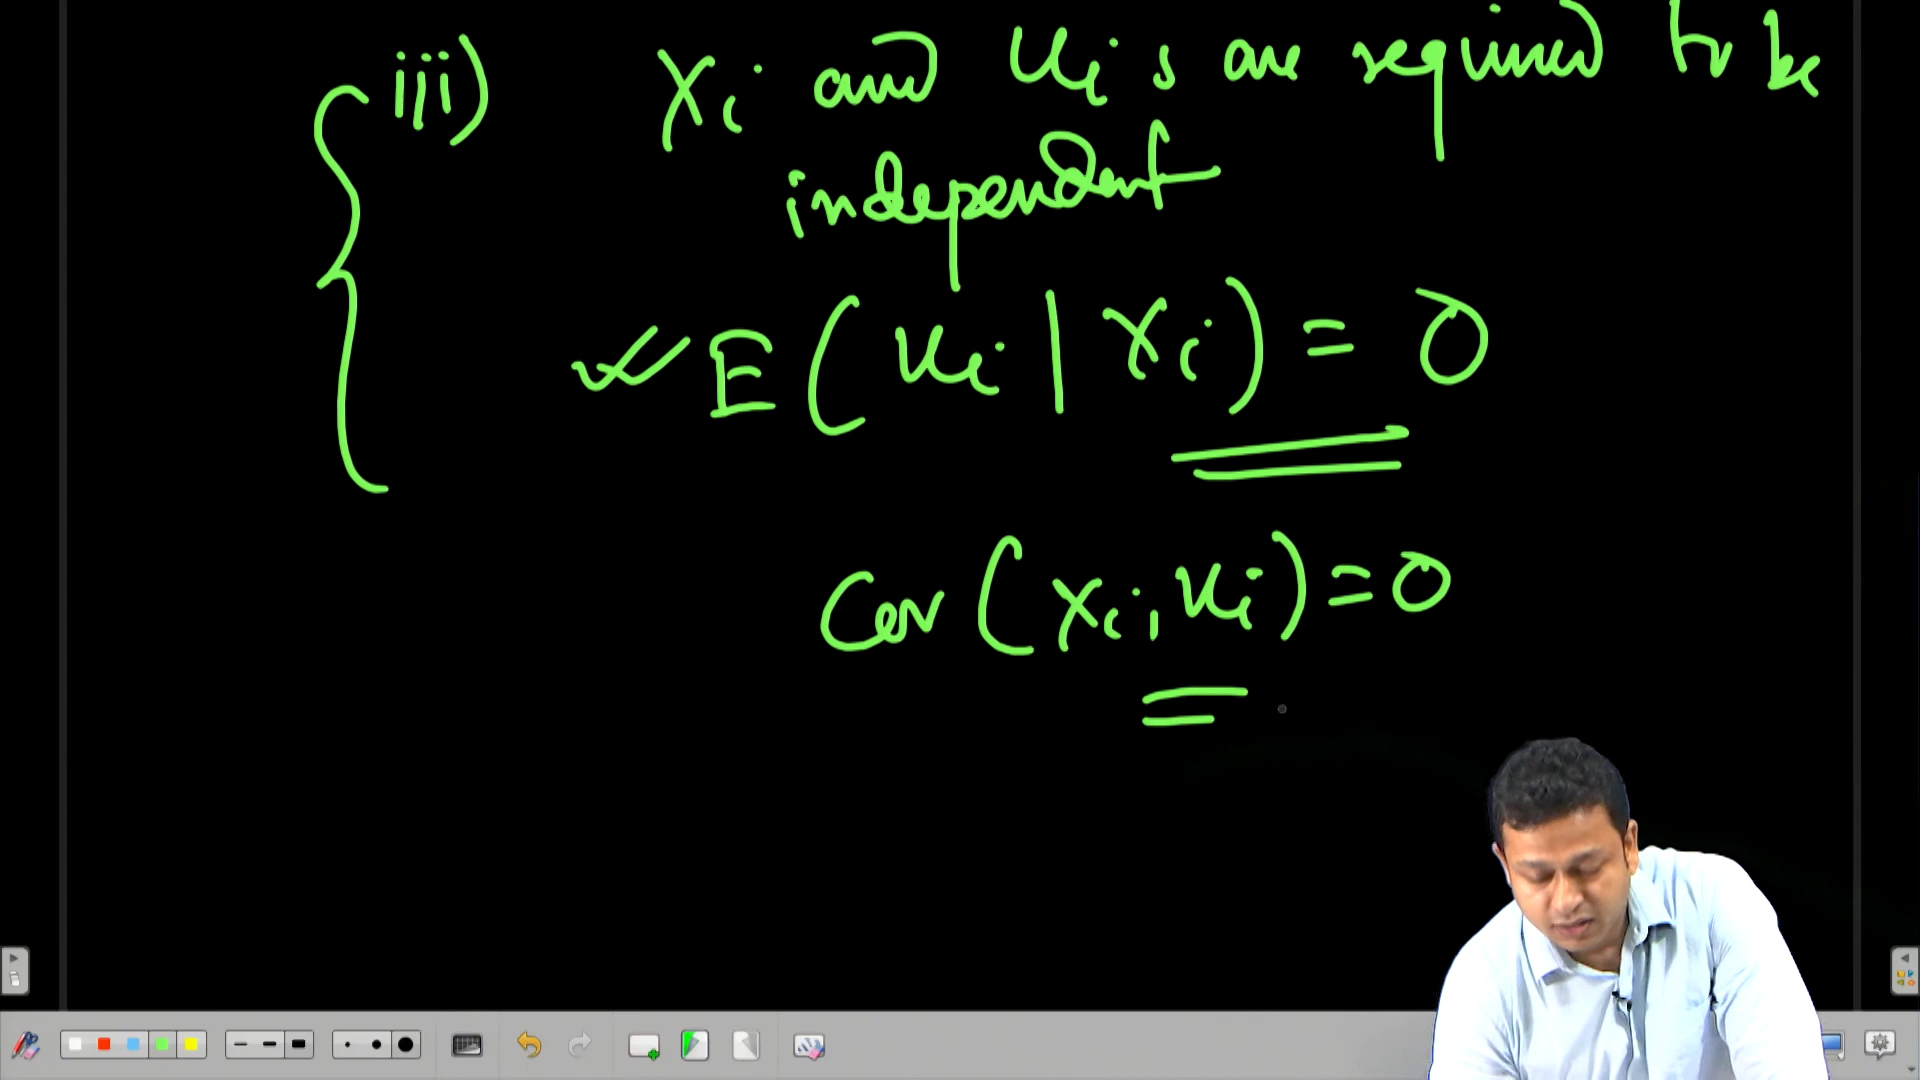 iii) Xi and Ui s are required to be
independent
E(ui | Xi) = 0
Cov(Xi, ui) = 0